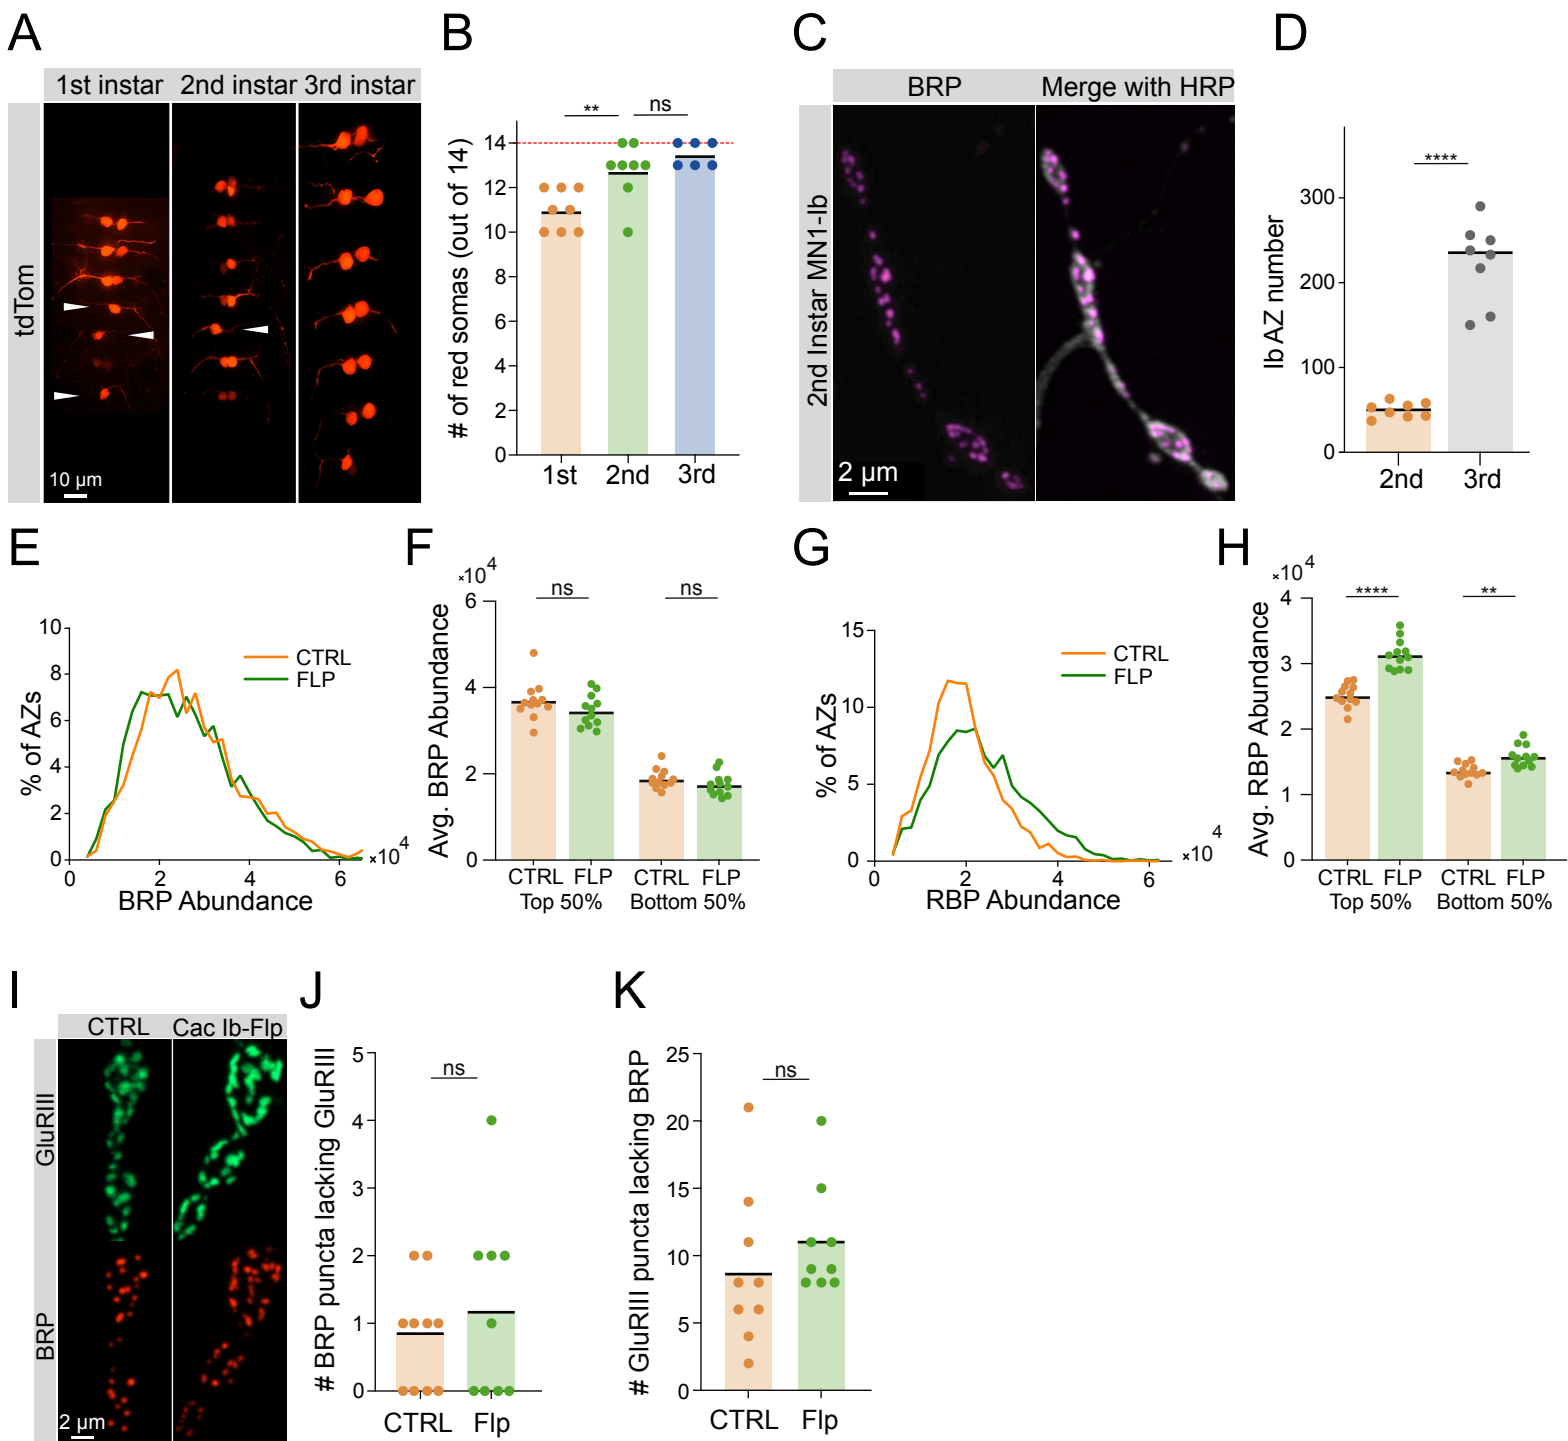 A
1st instar 2nd instar 3rd instar
tdTom
10 µm
B
# of red somas (out of 14)
** ns
14
12
10
8
6
4
2
0
1st 2nd 3rd
C
BRP Merge with HRP
2nd Instar MN1-Ib
2 µm
D
Ib AZ number
****
300
200
100
0
2nd 3rd
E
% of AZs
10
8
6
4
2
0
CTRL
FLP
0 2 4 6 ×10⁴
BRP Abundance
F
×10⁴
Avg. BRP Abundance
ns ns
6
4
2
0
CTRL FLP CTRL FLP
Top 50% Bottom 50%
G
% of AZs
15
10
5
0
CTRL
FLP
0 2 4 6 ×10⁴
RBP Abundance
H
×10⁴
Avg. RBP Abundance
**** **
4
3
2
1
0
CTRL FLP CTRL FLP
Top 50% Bottom 50%
I
CTRL Cac Ib-Flp
GluRIII
BRP
2 µm
J
# BRP puncta lacking GluRIII
ns
5
4
3
2
1
0
CTRL Flp
K
# GluRIII puncta lacking BRP
ns
25
20
15
10
5
0
CTRL Flp